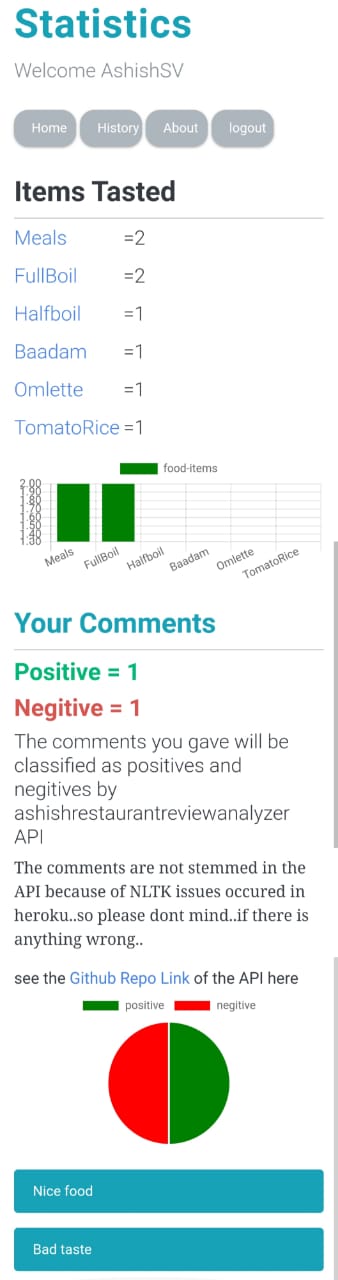 Statistics
Welcome AshishSV
Home History About logout
Items Tasted
Meals =2
FullBoil =2
Halfboil =1
Baadam =1
Omlette =1
TomatoRice =1
food-items
2.00
1.90
1.80
1.70
1.60
1.50
1.40
1.30
Meals FullBoil Halfboil Baadam Omlette TomatoRice
Your Comments
Positive = 1
Negitive = 1
The comments you gave will be
classified as positives and
negitives by
ashishrestaurantreviewanalyzer
API
The comments are not stemmed in the
API because of NLTK issues occured in
heroku..so please dont mind..if there is
anything wrong..
see the Github Repo Link of the API here
positive negitive
Nice food
Bad taste